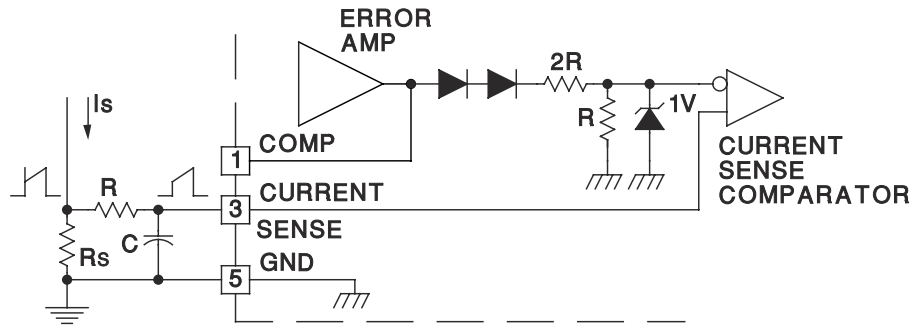 ERROR
AMP
2R
Is
R
1V
1
COMP
CURRENT
SENSE
COMPARATOR
R
3
CURRENT
SENSE
C
Rs
5
GND